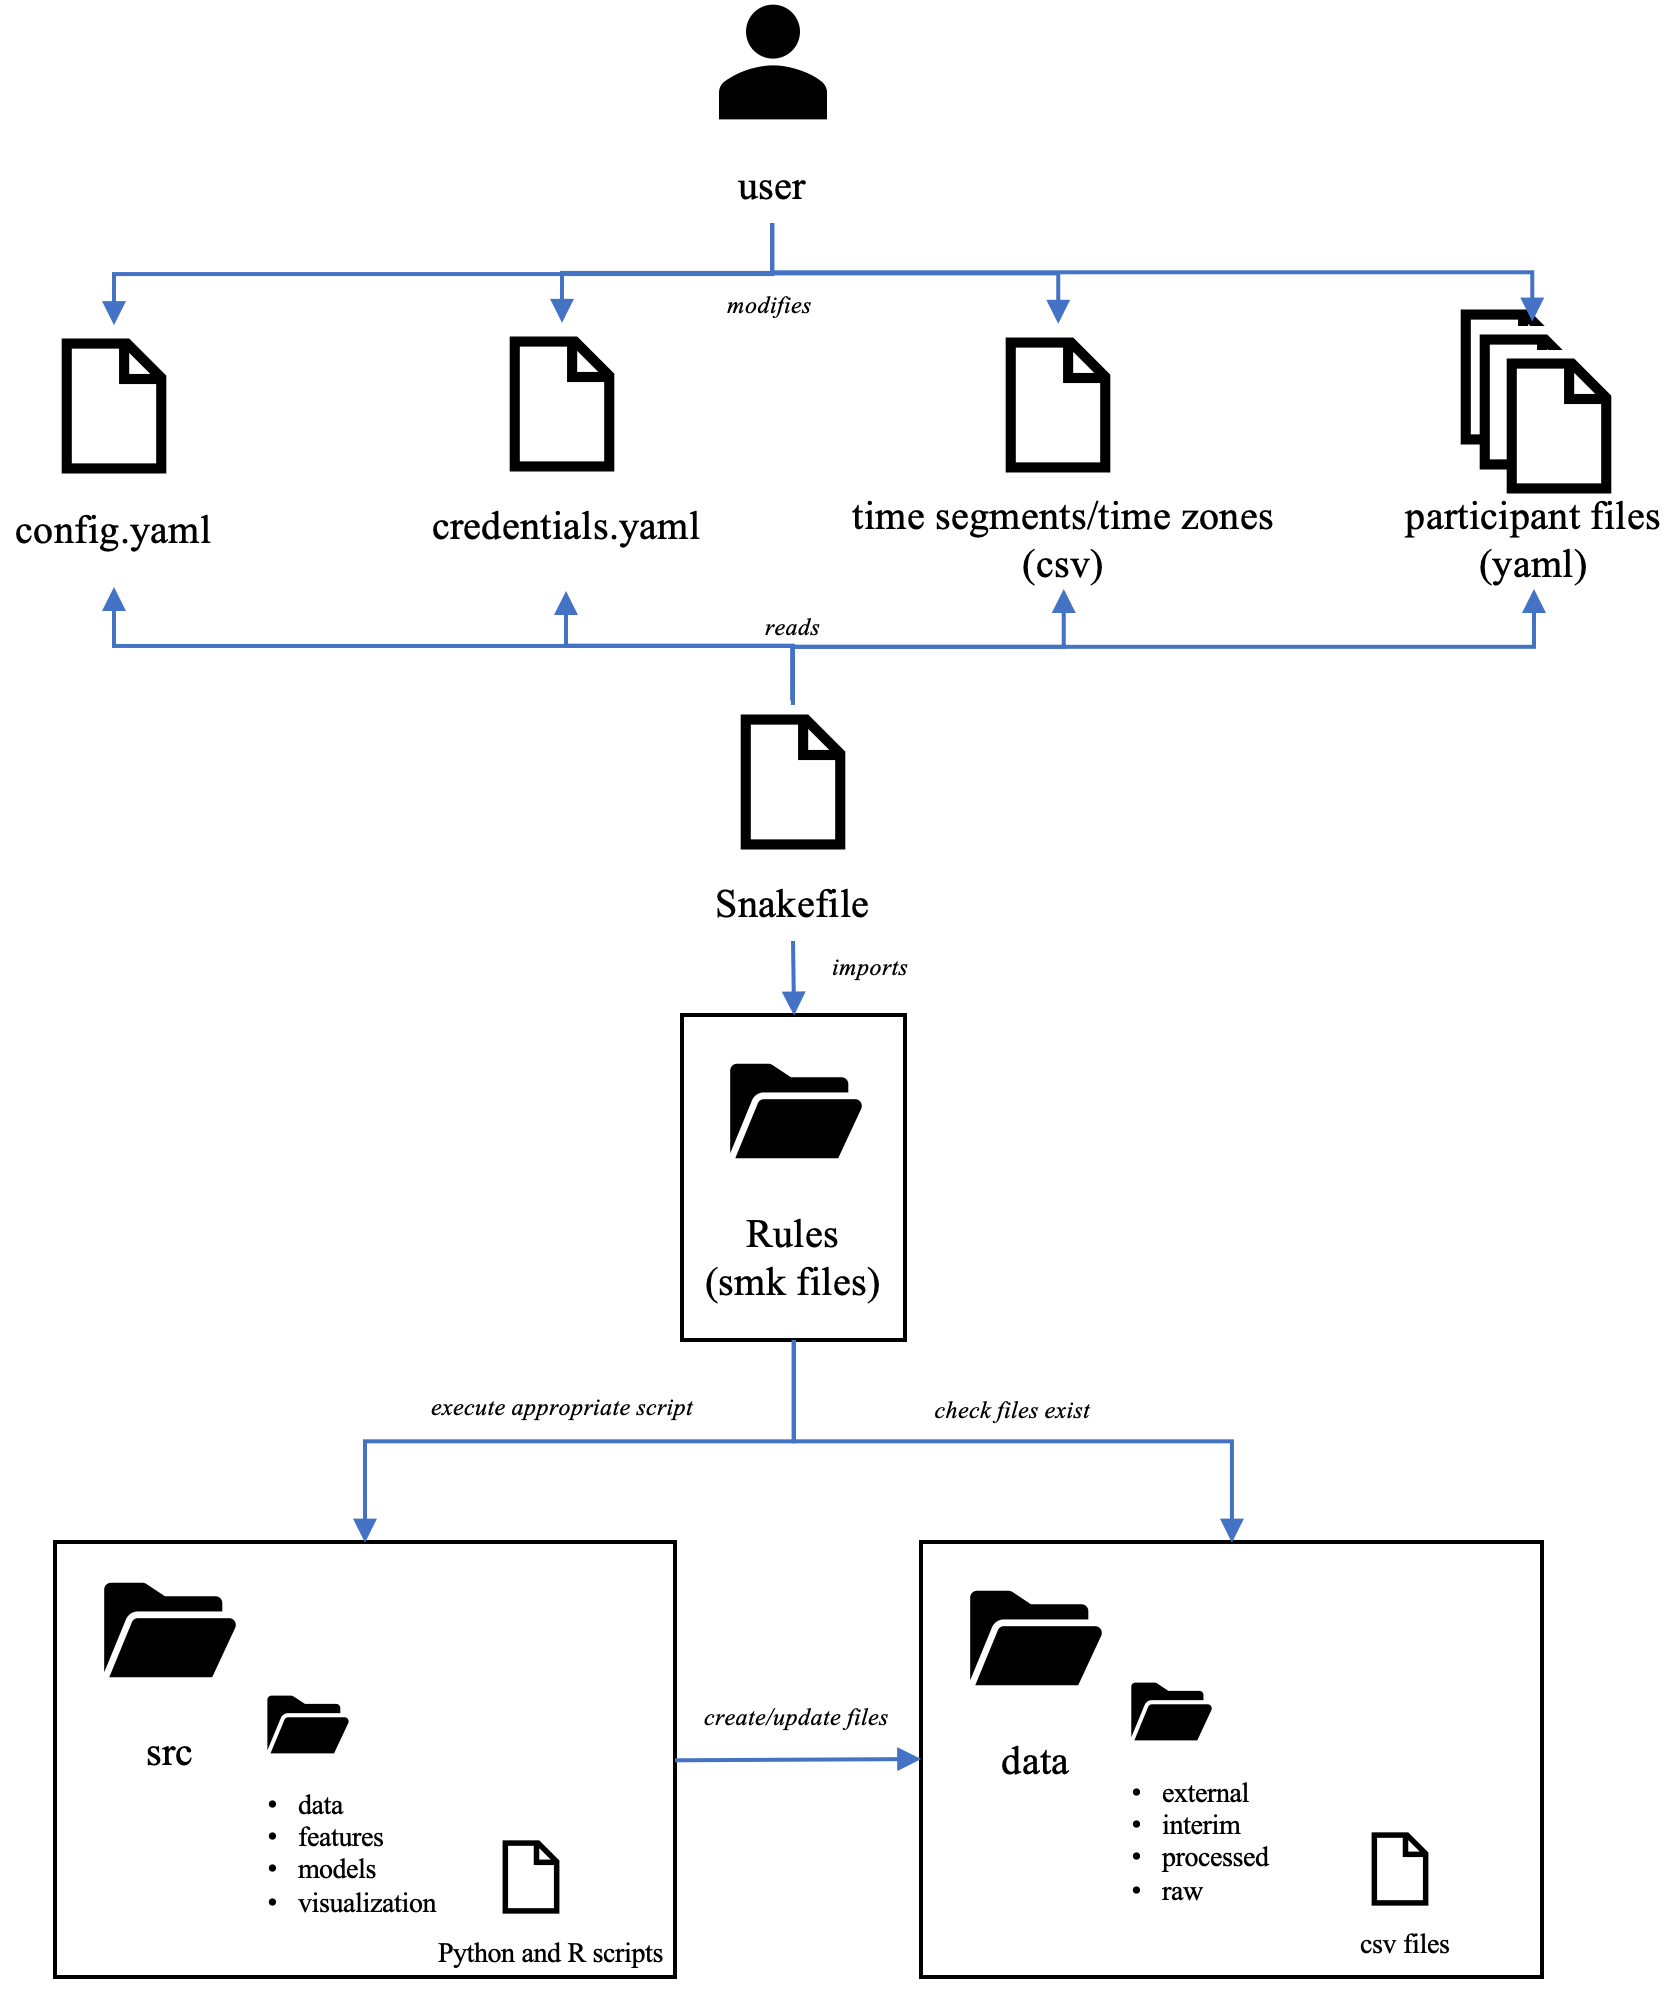 user
modifies
config.yaml
credentials.yaml
time segments/time zones
(csv)
participant files
(yaml)
reads
Snakefile
imports
Rules
(smk files)
execute appropriate script
check files exist
src
• data
• features
• models
• visualization
Python and R scripts
create/update files
data
• external
• interim
• processed
• raw
csv files